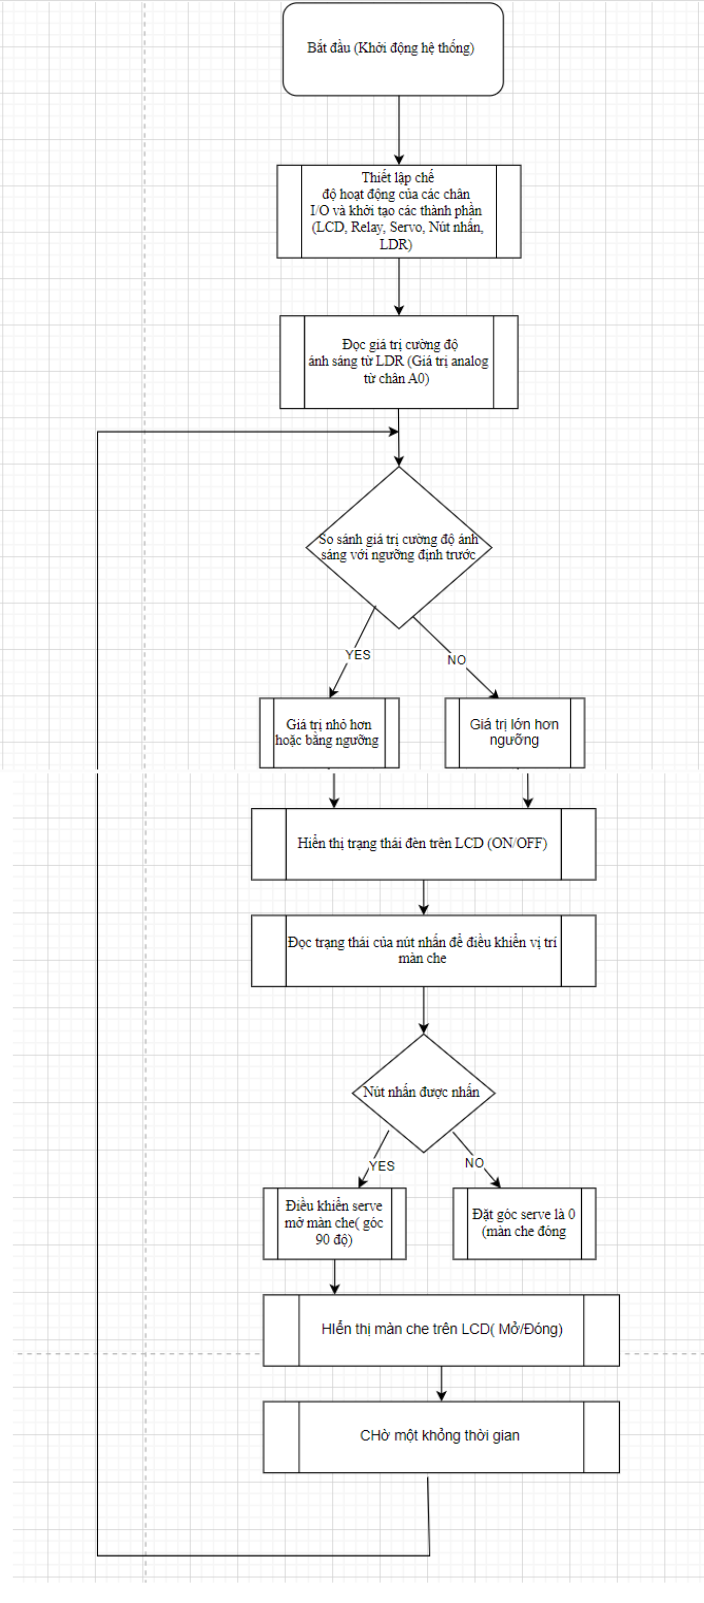 Bắt đầu (Khởi động hệ thống)
Thiết lập chế
độ hoạt động của các chân
I/O và khởi tạo các thành phần
(LCD, Relay, Servo, Nút nhấn,
LDR)
Đọc giá trị cường độ
ánh sáng từ LDR (Giá trị analog
từ chân A0)
So sánh giá trị cường độ ánh
sáng với ngưỡng định trước
YES
NO
Giá trị nhỏ hơn
hoặc bằng ngưỡng
Giá trị lớn hơn
ngưỡng
Hiển thị trạng thái đèn trên LCD (ON/OFF)
Đọc trạng thái của nút nhấn để điều khiển vị trí
màn che
Nút nhấn được nhấn
YES
NO
Điều khiển serve
mở màn che( góc
90 độ)
Đặt góc serve là 0
(màn che đóng
HIển thị màn che trên LCD( Mở/Đóng)
CHờ một khỏng thời gian